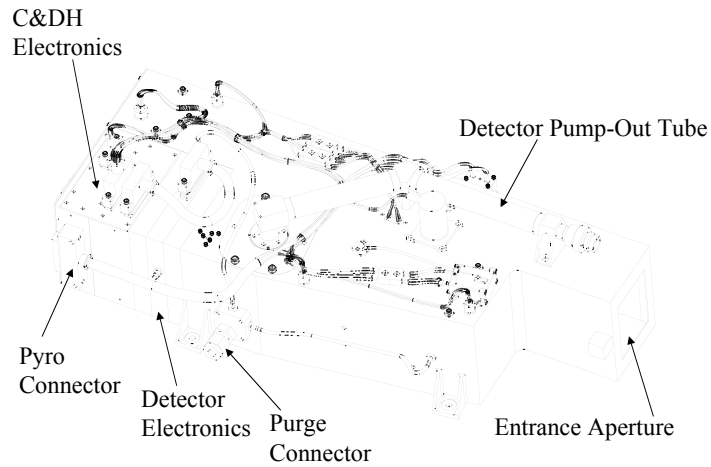 C&DH
Electronics
Detector Pump-Out Tube
Pyro
Connector
Detector
Electronics
Purge
Connector
Entrance Aperture